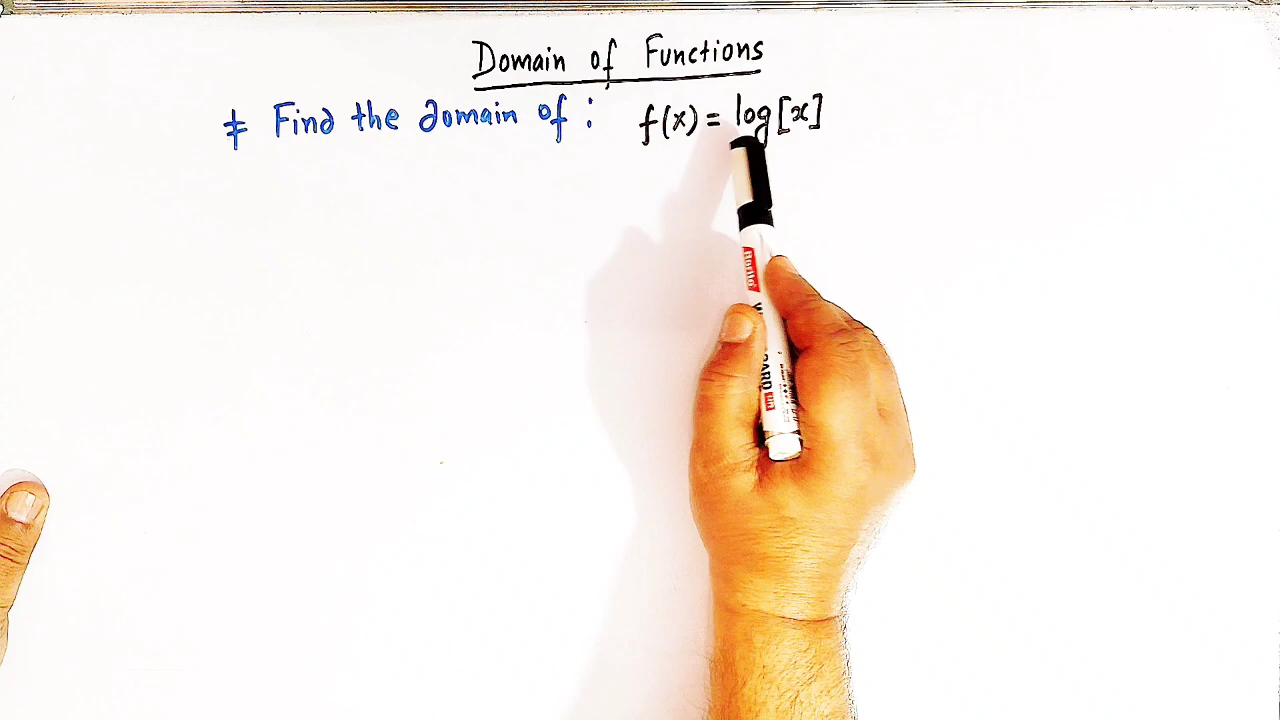 Domain of Functions
# Find the domain of : f(x) = log[x]